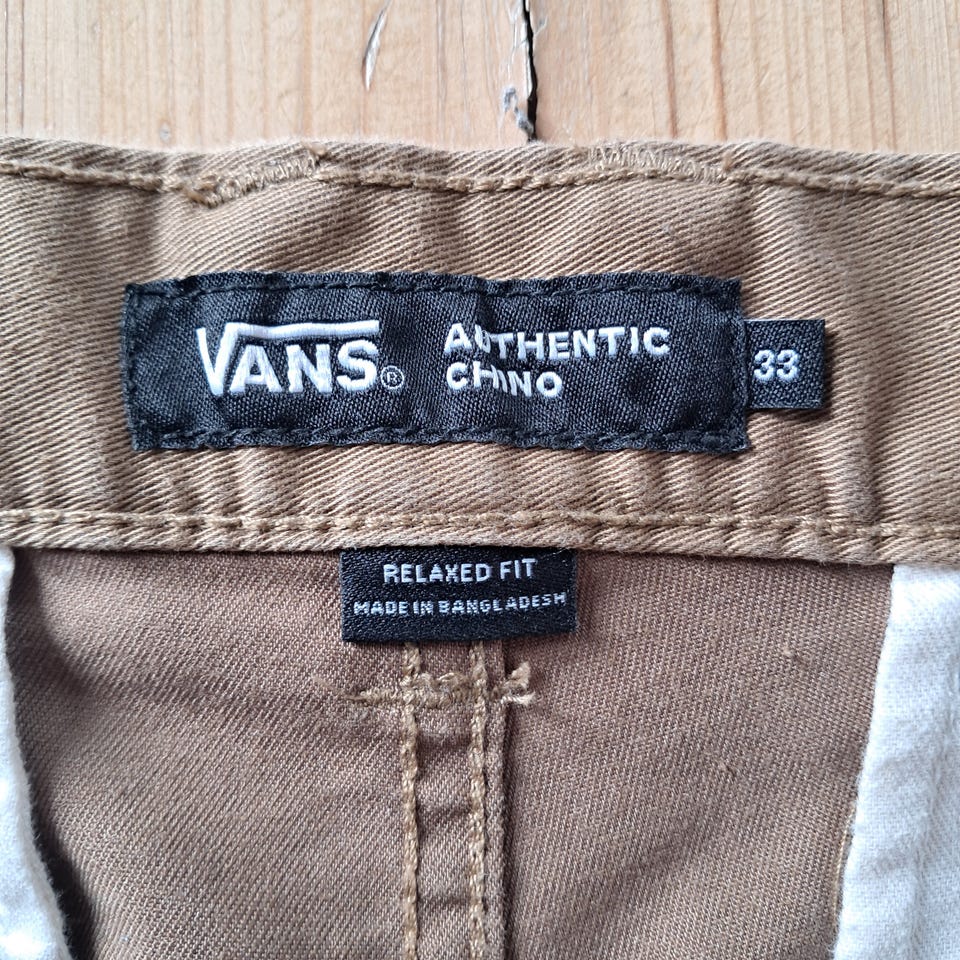 VANS® AUTHENTIC
CHINO
33
RELAXED FIT
MADE IN BANGLADESH